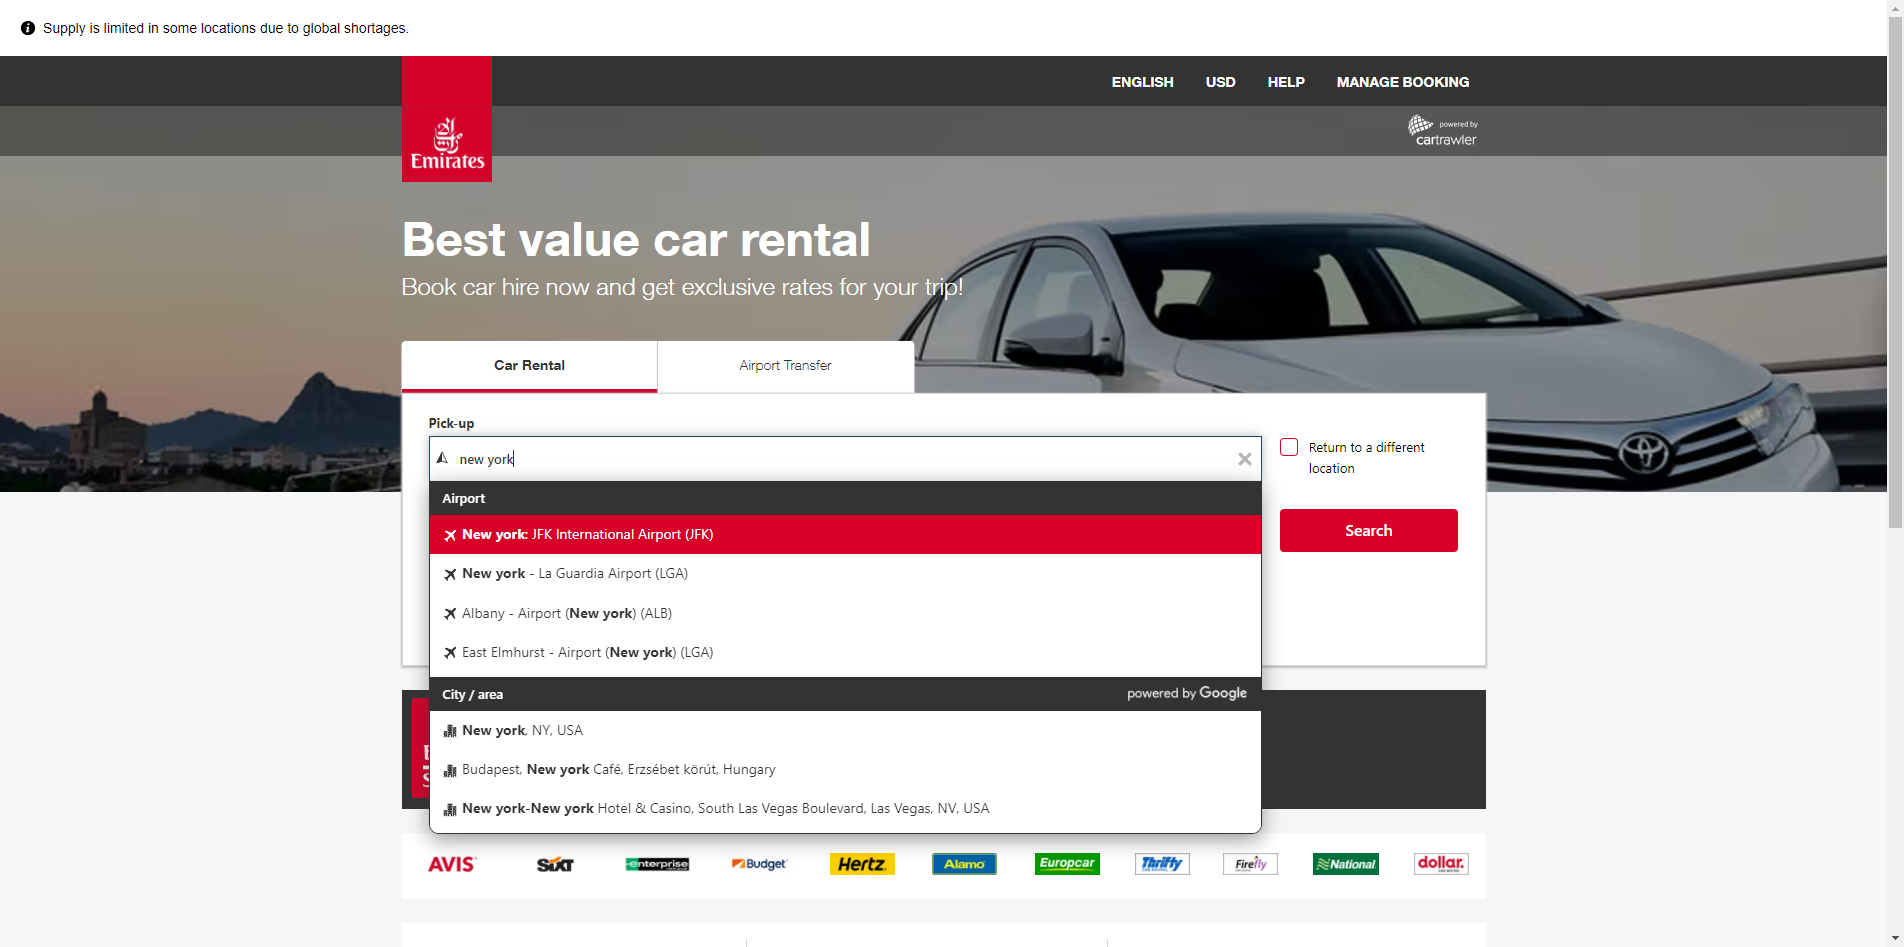 Supply is limited in some locations due to global shortages.
ENGLISH USD HELP MANAGE BOOKING
Emirates
powered by
cartrawler
Best value car rental
Book car hire now and get exclusive rates for your trip!
Car Rental Airport Transfer
Pick-up
new york
Return to a different
location
Airport
New york: JFK International Airport (JFK)
Search
New york - La Guardia Airport (LGA)
Albany - Airport (New york) (ALB)
East Elmhurst - Airport (New york) (LGA)
City / area powered by Google
New york, NY, USA
Budapest, New york Café, Erzsébet körút, Hungary
New york-New york Hotel & Casino, South Las Vegas Boulevard, Las Vegas, NV, USA
AVIS SiXT enterprise Budget Hertz Alamo Europcar Thrifty Firefly National dollar.